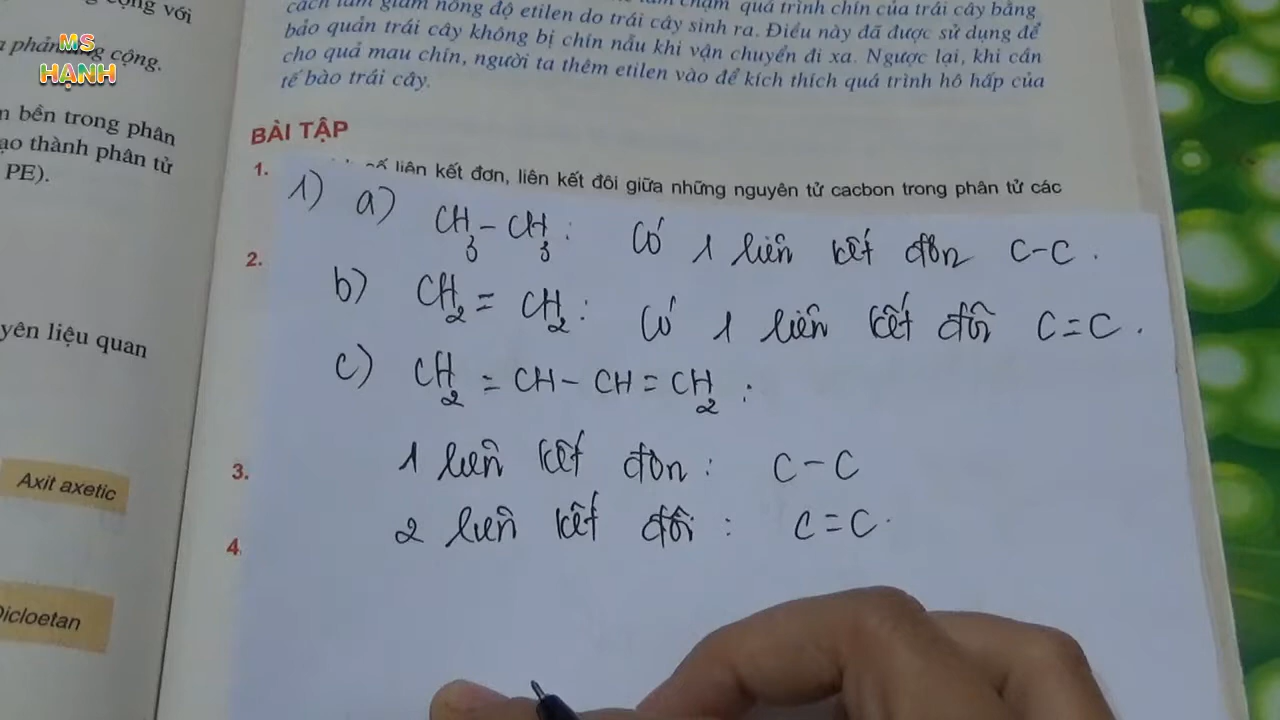 cộng với
phản ứng cộng.
MS
HẠNH
bền trong phân
tạo thành phân tử
PE).
yên liệu quan
Axit axetic
Dicloetan
cách làm giảm nồng độ etilen do trái cây sinh ra. Điều này đã được sử dụng để
bảo quản trái cây không bị chín nẫu khi vận chuyển đi xa. Ngược lại, khi cần
cho quả mau chín, người ta thêm etilen vào để kích thích quá trình hô hấp của
tế bào trái cây.
BÀI TẬP
1. số liên kết đơn, liên kết đôi giữa những nguyên tử cacbon trong phân tử các
1) a) CH₃ – CH₃ : Có 1 liên kết đơn C–C .
2.
b) CH₂ = CH₂ : Có 1 liên kết đôi C=C .
c) CH₂ = CH – CH = CH₂ :
3. 1 liên kết đơn : C – C
4 2 liên kết đôi : C = C .